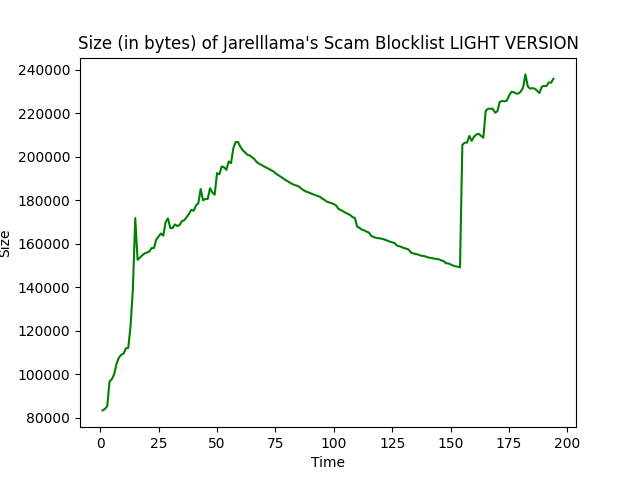 Size (in bytes) of Jarelllama's Scam Blocklist LIGHT VERSION
240000
220000
200000
180000
160000
140000
120000
100000
80000
Size
0 25 50 75 100 125 150 175 200
Time